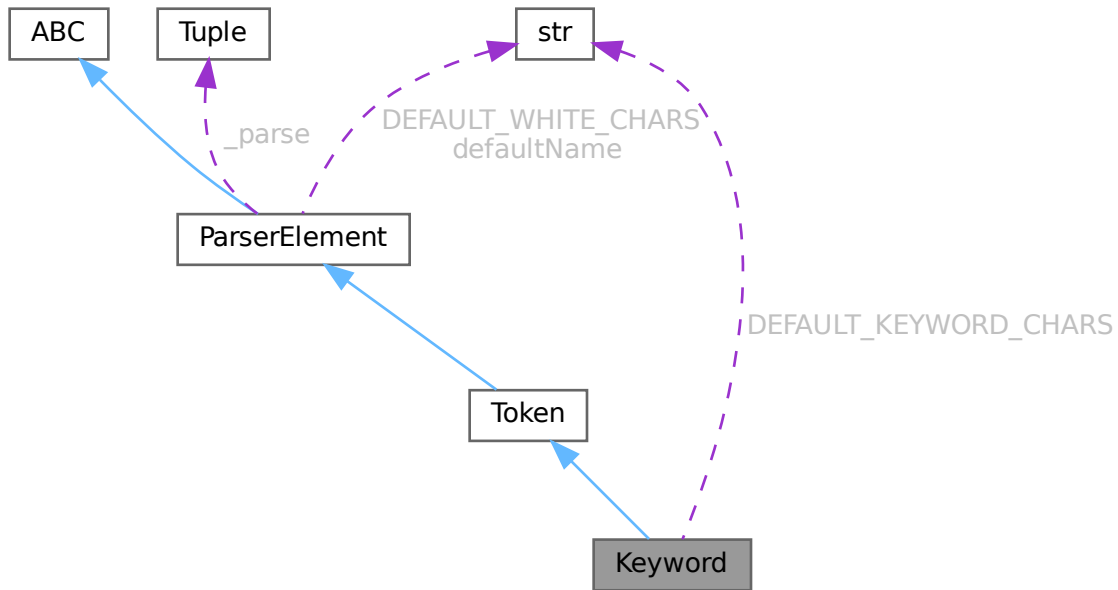 ABC
Tuple
str
_parse
DEFAULT_WHITE_CHARS
defaultName
ParserElement
DEFAULT_KEYWORD_CHARS
Token
Keyword